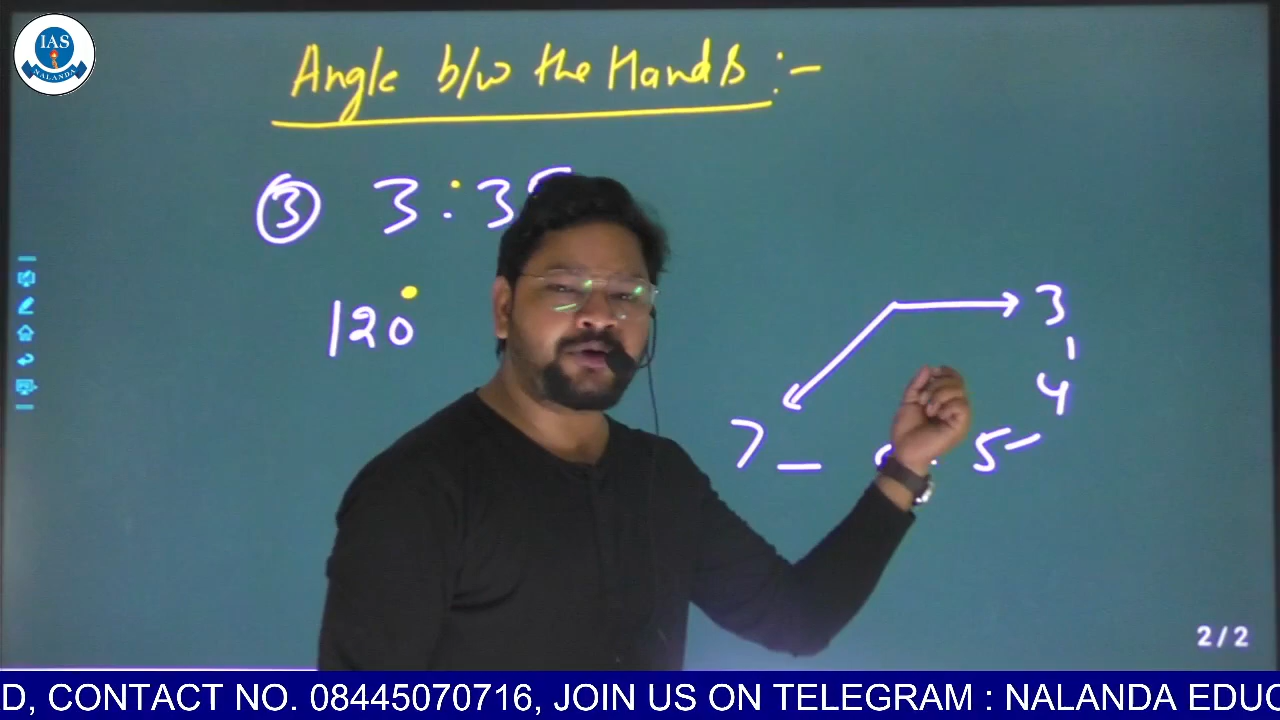 IAS
NALANDA
Angle b/w the Hands :-
③ 3:35
120°
3
4
7 _ 5
2/2
D, CONTACT NO. 08445070716, JOIN US ON TELEGRAM : NALANDA EDUC